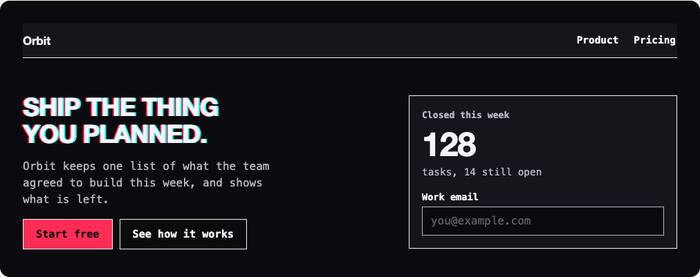 Orbit
Product Pricing
SHIP THE THING
YOU PLANNED.
Orbit keeps one list of what the team
agreed to build this week, and shows
what is left.
Start free
See how it works
Closed this week
128
tasks, 14 still open
Work email
you@example.com